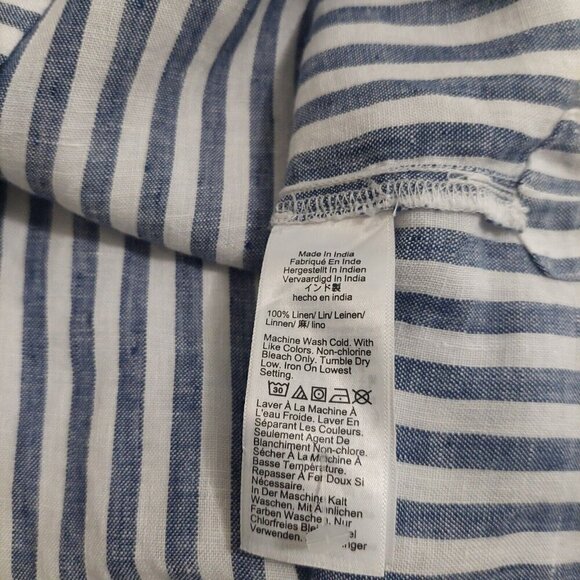 Made In India
Fabriqué En Inde
Hergestellt In Indien
Vervaardigd In India
インド製
hecho en india
100% Linen/ Lin/ Leinen/
Linnen/ 麻/ lino
Machine Wash Cold. With
Like Colors. Non-chlorine
Bleach Only. Tumble Dry
Low. Iron On Lowest
Setting.
30
Laver À La Machine À
L'eau Froide. Laver En
Séparant Les Couleurs.
Seulement Agent De
Blanchiment Non-chlore.
Sécher À La Machine À
Basse Température.
Repasser À Fer Doux Si
Nécessaire.
In Der Maschine Kalt
Waschen, Mit Ähnlichen
Farben Waschen. Nur
Chlorfreies
Verwenden.